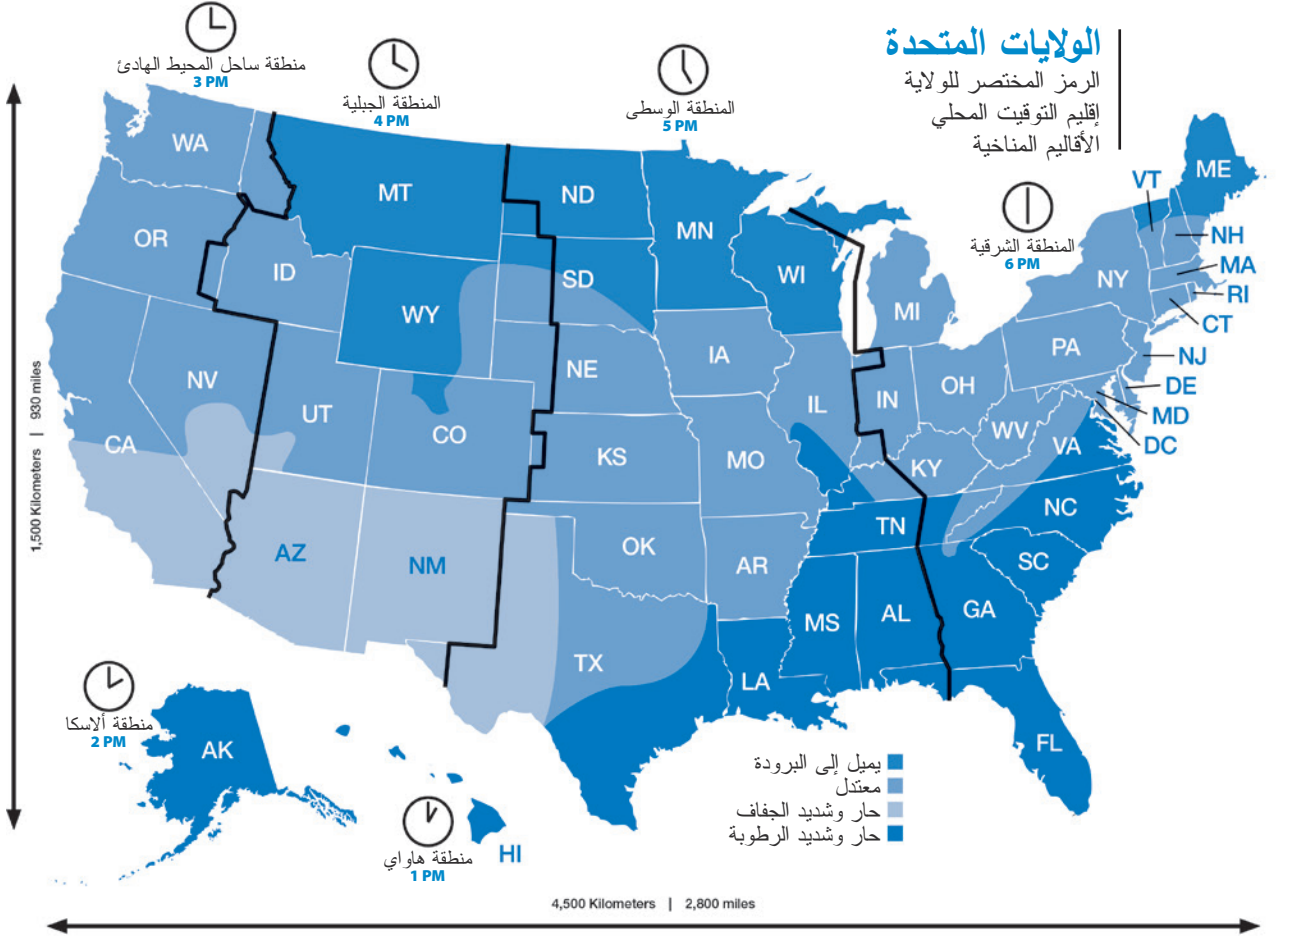 الولايات المتحدة
الرمز المختصر للولاية
إقليم التوقيت المحلي
الأقاليم المناخية
منطقة ساحل المحيط الهادئ
3 PM
المنطقة الجبلية
4 PM
المنطقة الوسطى
5 PM
المنطقة الشرقية
6 PM
منطقة ألاسكا
2 PM
منطقة هاواي
1 PM
WA
MT
ND
MN
VT
ME
OR
ID
SD
WI
NH
MA
RI
CT
NY
MI
WY
IA
PA
NJ
DE
MD
DC
NV
UT
NE
IL
IN
OH
WV
VA
CA
CO
KS
MO
KY
NC
AZ
NM
OK
AR
TN
SC
MS
AL
GA
TX
LA
FL
AK
HI
يميل إلى البرودة
معتدل
حار وشديد الجفاف
حار وشديد الرطوبة
1,500 Kilometers | 930 miles
4,500 Kilometers | 2,800 miles